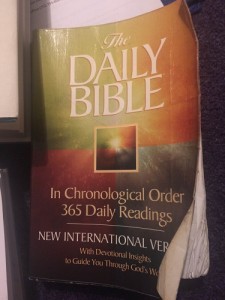 The
DAILY
BIBLE
In Chronological Order
365 Daily Readings
NEW INTERNATIONAL VER
With Devotional Insights
to Guide You Through God's Wo